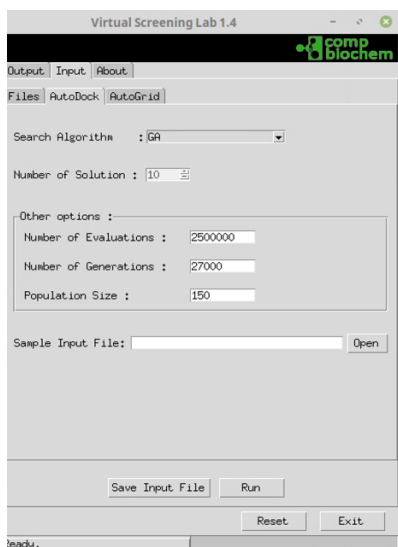 Virtual Screening Lab 1.4
comp
biochem
Output Input About
Files AutoDock AutoGrid
Search Algorithm : GA
Number of Solution : 10
Other options :
Number of Evaluations : 2500000
Number of Generations : 27000
Population Size : 150
Sample Input File: Open
Save Input File Run
Reset Exit
Ready.